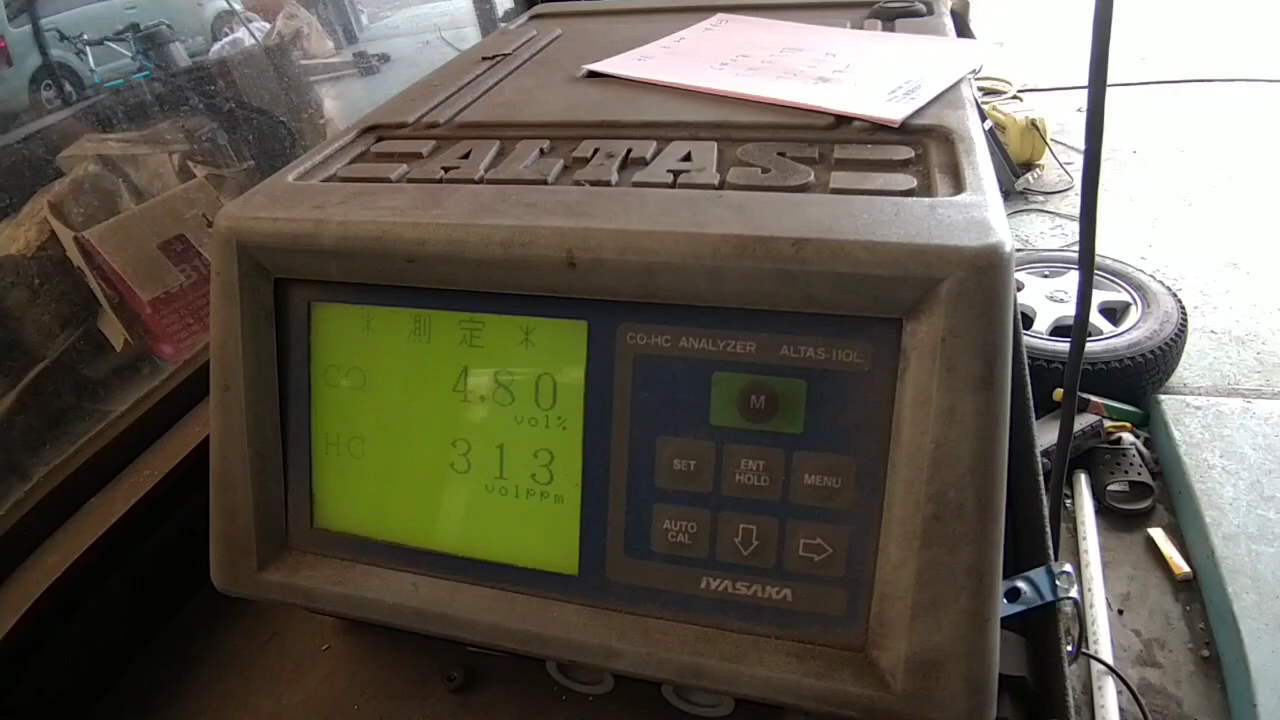 ALTAS
* 測 定 *
CO 4.80
vol%
HC 313
volppm
CO-HC ANALYZER ALTAS-110L
M
SET
ENT
HOLD
MENU
AUTO
CAL
IYASAKA